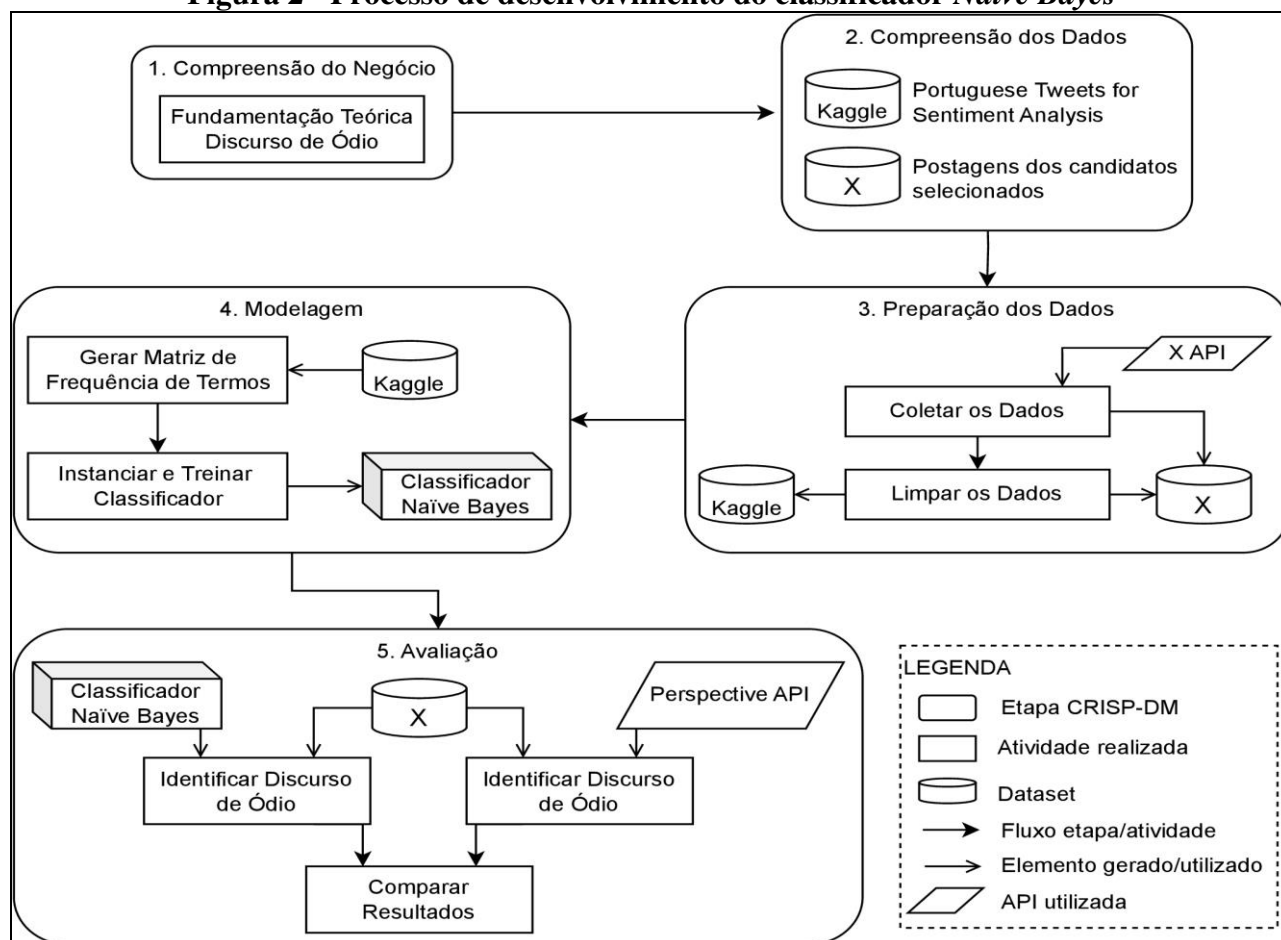 Figura 2 - Processo de desenvolvimento do classificador Naïve Bayes
1. Compreensão do Negócio
Fundamentação Teórica
Discurso de Ódio
2. Compreensão dos Dados
Kaggle
Portuguese Tweets for
Sentiment Analysis
X
Postagens dos candidatos
selecionados
3. Preparação dos Dados
X API
Coletar os Dados
Limpar os Dados
Kaggle
X
4. Modelagem
Gerar Matriz de
Frequência de Termos
Kaggle
Instanciar e Treinar
Classificador
Classificador
Naïve Bayes
5. Avaliação
Classificador
Naïve Bayes
X
Perspective API
Identificar Discurso
de Ódio
Identificar Discurso
de Ódio
Comparar
Resultados
LEGENDA
Etapa CRISP-DM
Atividade realizada
Dataset
Fluxo etapa/atividade
Elemento gerado/utilizado
API utilizada